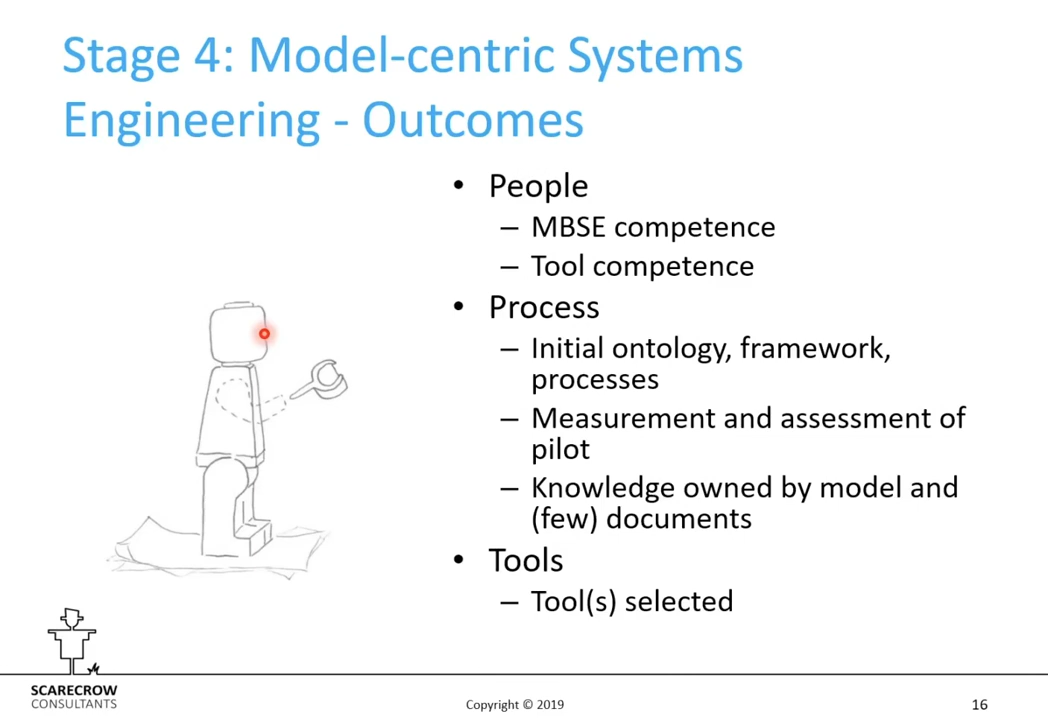 Stage 4: Model-centric Systems
Engineering - Outcomes
• People
– MBSE competence
– Tool competence
• Process
– Initial ontology, framework,
processes
– Measurement and assessment of
pilot
– Knowledge owned by model and
(few) documents
• Tools
– Tool(s) selected
SCARECROW
CONSULTANTS
Copyright © 2019
16